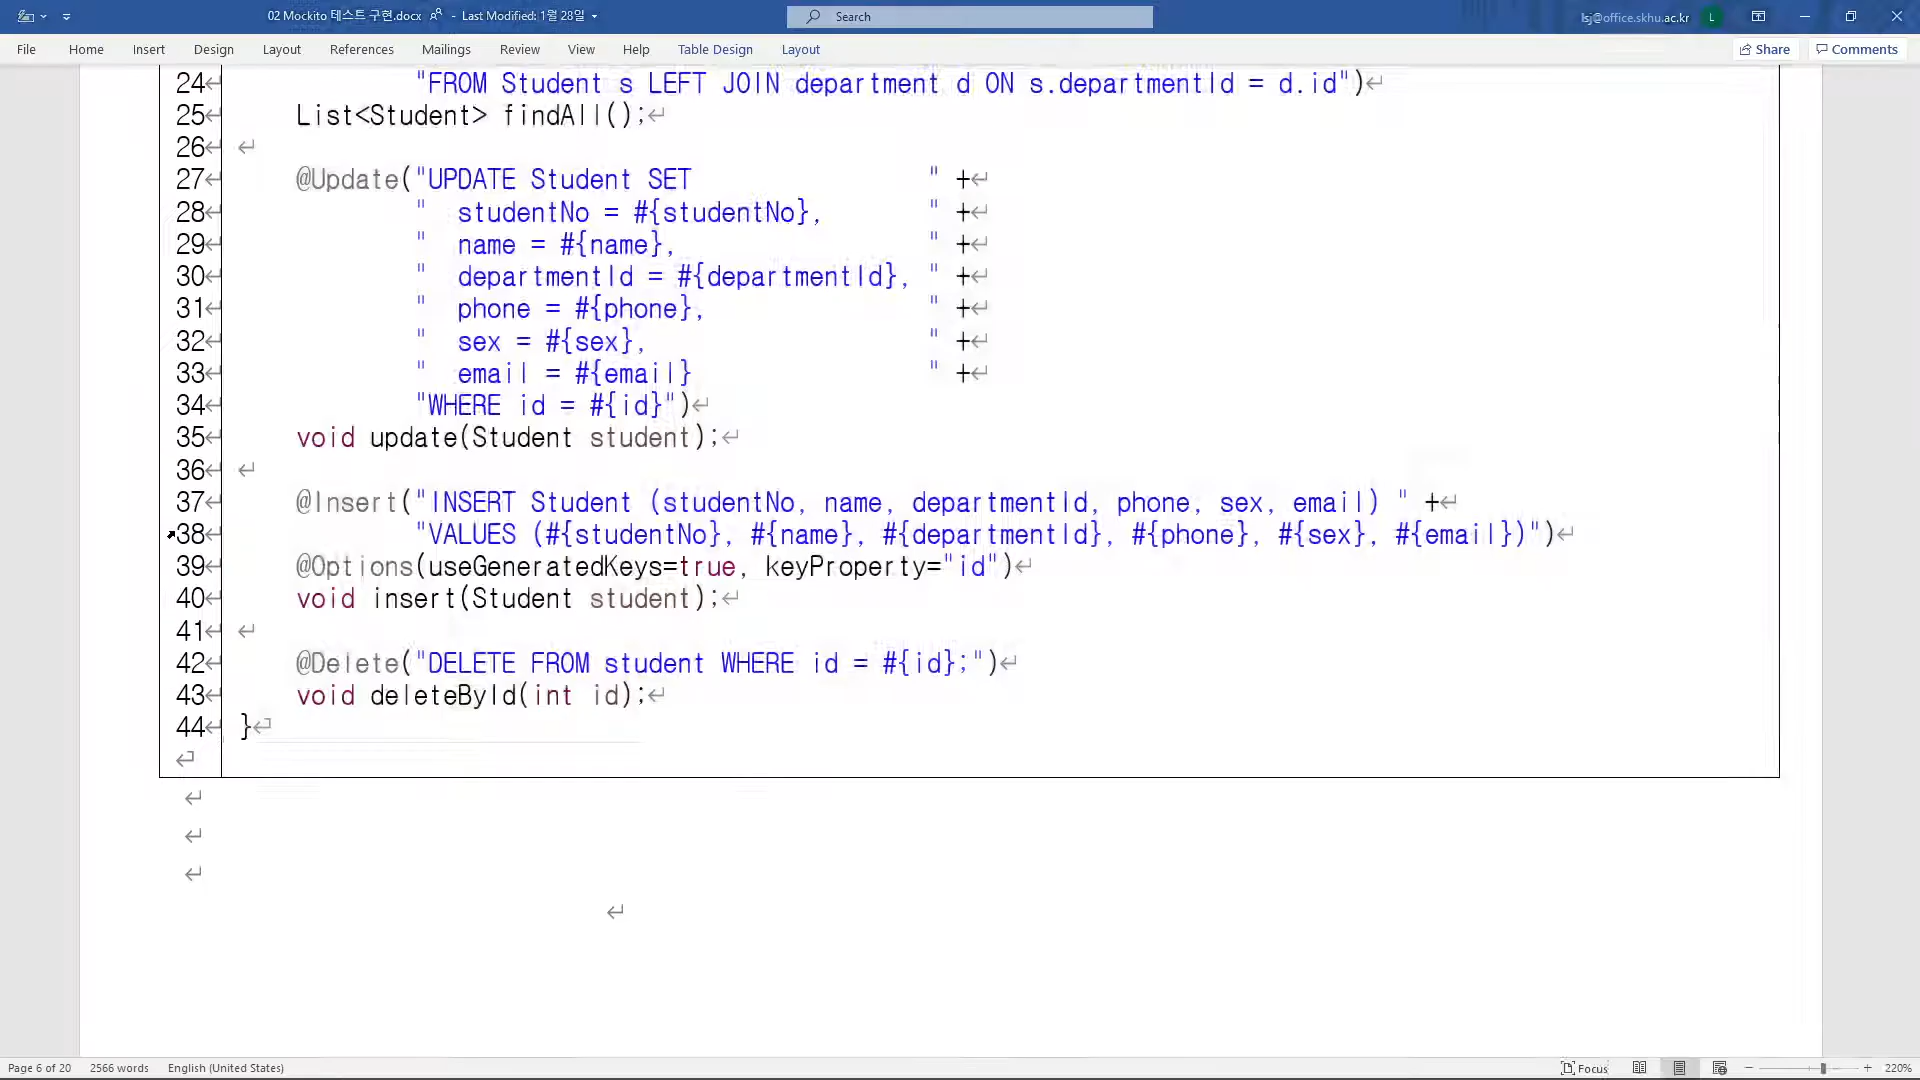 02 Mockito 테스트 구현.docx - Last Modified: 1월 28일
Search
lsj@office.skhu.ac.kr L
File Home Insert Design Layout References Mailings Review View Help Table Design Layout Share Comments
24 "FROM Student s LEFT JOIN department d ON s.departmentId = d.id")
25 List<Student> findAll();
26
27 @Update("UPDATE Student SET " +
28 " studentNo = #{studentNo}, " +
29 " name = #{name}, " +
30 " departmentId = #{departmentId}, " +
31 " phone = #{phone}, " +
32 " sex = #{sex}, " +
33 " email = #{email} " +
34 "WHERE id = #{id}")
35 void update(Student student);
36
37 @Insert("INSERT Student (studentNo, name, departmentId, phone, sex, email) " +
38 "VALUES (#{studentNo}, #{name}, #{departmentId}, #{phone}, #{sex}, #{email})")
39 @Options(useGeneratedKeys=true, keyProperty="id")
40 void insert(Student student);
41
42 @Delete("DELETE FROM student WHERE id = #{id};")
43 void deleteById(int id);
44 }
Page 6 of 20 2566 words English (United States) Focus 220%